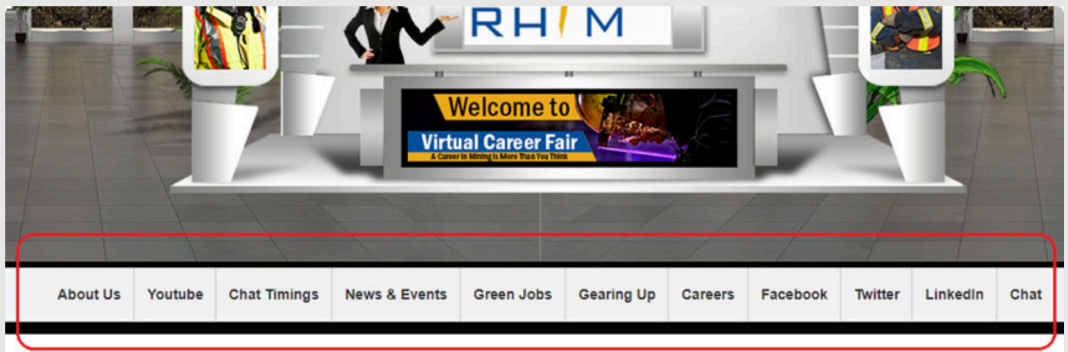 RHIM
Welcome to
Virtual Career Fair
A Career in Mining Is More Than You Think
About Us Youtube Chat Timings News & Events Green Jobs Gearing Up Careers Facebook Twitter LinkedIn Chat